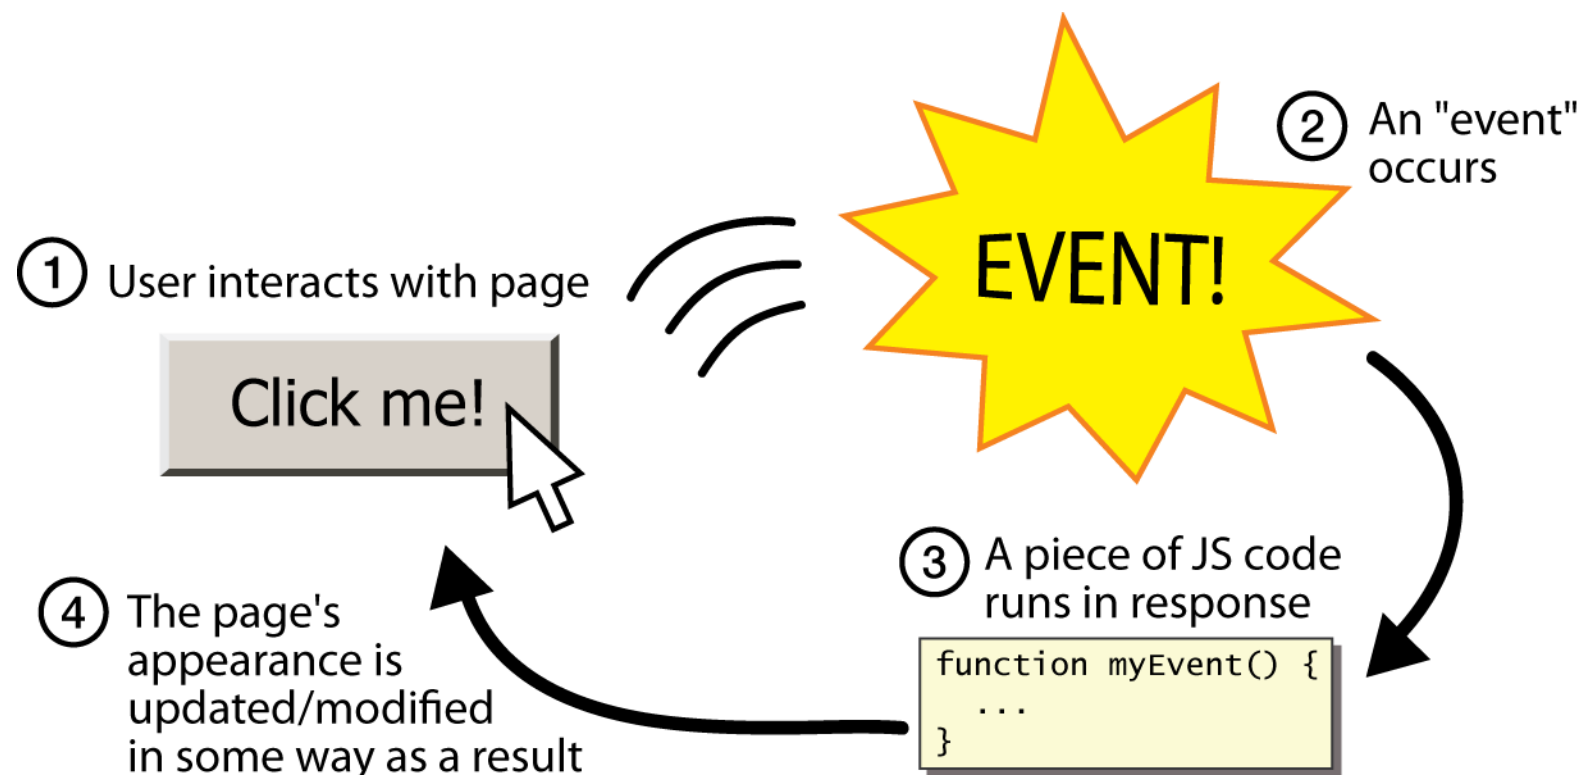 1 User interacts with page
Click me!
EVENT!
2 An "event"
occurs
3 A piece of JS code
runs in response
function myEvent() {
...
}
4 The page's
appearance is
updated/modified
in some way as a result